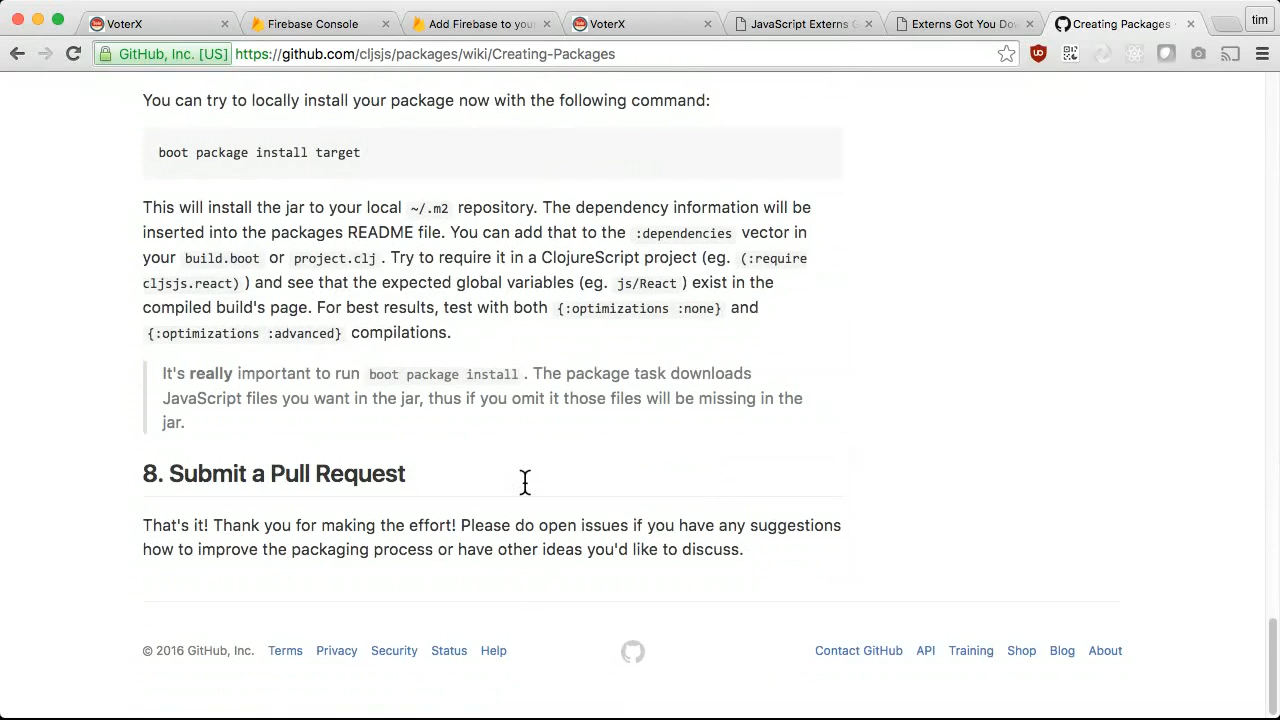 VoterX
Firebase Console
Add Firebase to your
VoterX
JavaScript Externs G
Externs Got You Do
Creating Packages
tim
GitHub, Inc. [US]
https://github.com/cljsjs/packages/wiki/Creating-Packages
You can try to locally install your package now with the following command:
boot package install target
This will install the jar to your local ~/.m2 repository. The dependency information will be
inserted into the packages README file. You can add that to the :dependencies vector in
your build.boot or project.clj. Try to require it in a ClojureScript project (eg. (:require
cljsjs.react)) and see that the expected global variables (eg. js/React) exist in the
compiled build's page. For best results, test with both {:optimizations :none} and
{:optimizations :advanced} compilations.
It's really important to run boot package install. The package task downloads
JavaScript files you want in the jar, thus if you omit it those files will be missing in the
jar.
8. Submit a Pull Request
That's it! Thank you for making the effort! Please do open issues if you have any suggestions
how to improve the packaging process or have other ideas you'd like to discuss.
© 2016 GitHub, Inc. Terms Privacy Security Status Help
Contact GitHub API Training Shop Blog About